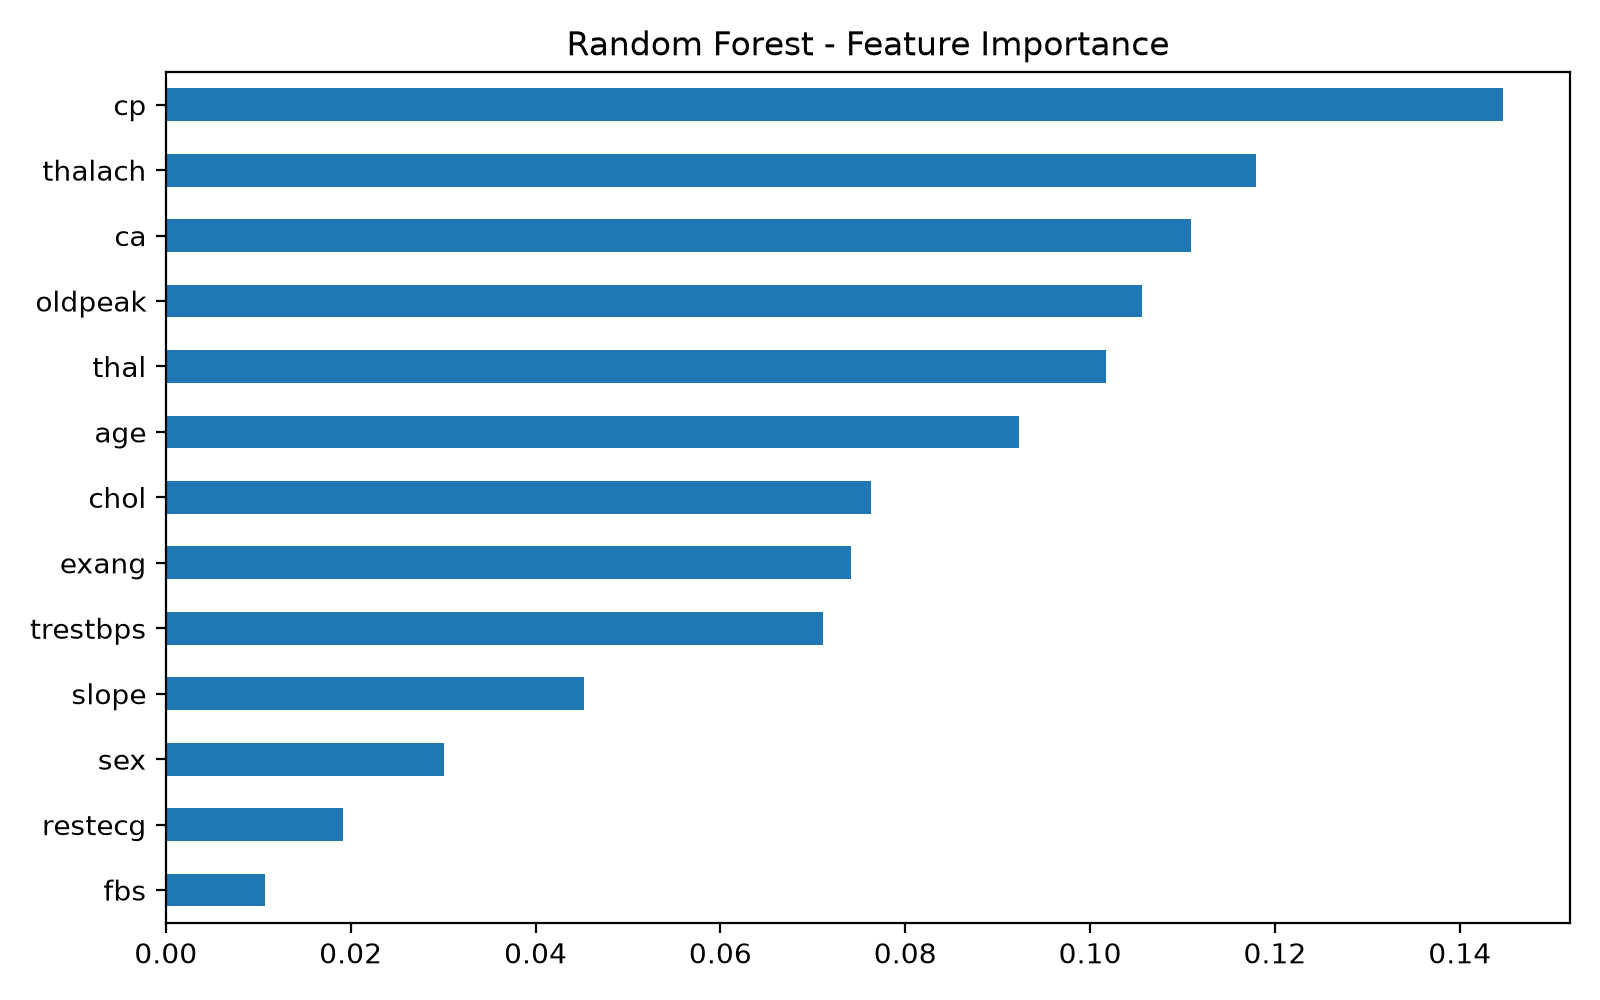 Random Forest - Feature Importance
cp
thalach
ca
oldpeak
thal
age
chol
exang
trestbps
slope
sex
restecg
fbs
0.00 0.02 0.04 0.06 0.08 0.10 0.12 0.14